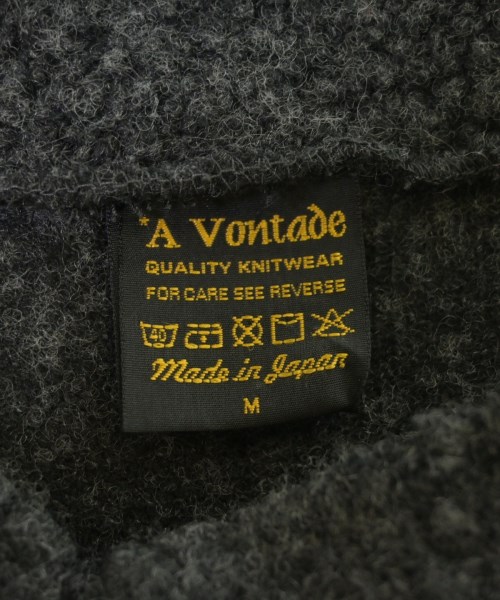 *A Vontade
QUALITY KNITWEAR
FOR CARE SEE REVERSE
40
Made in Japan
M